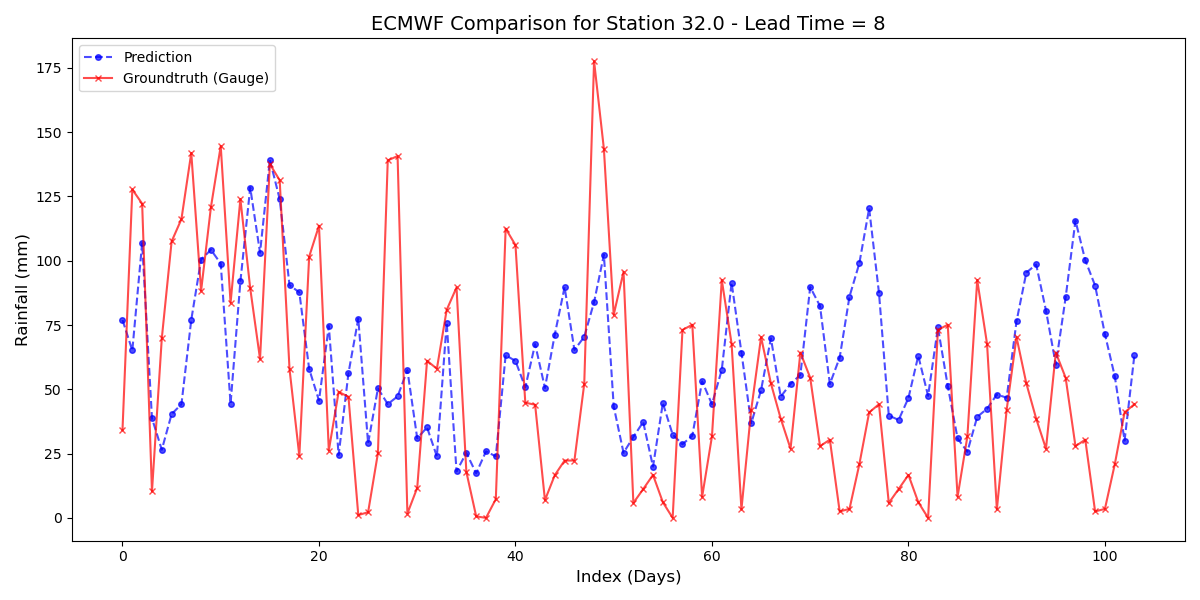 ECMWF Comparison for Station 32.0 - Lead Time = 8
Prediction
Groundtruth (Gauge)
175
150
125
100
75
50
25
0
Rainfall (mm)
0 20 40 60 80 100
Index (Days)